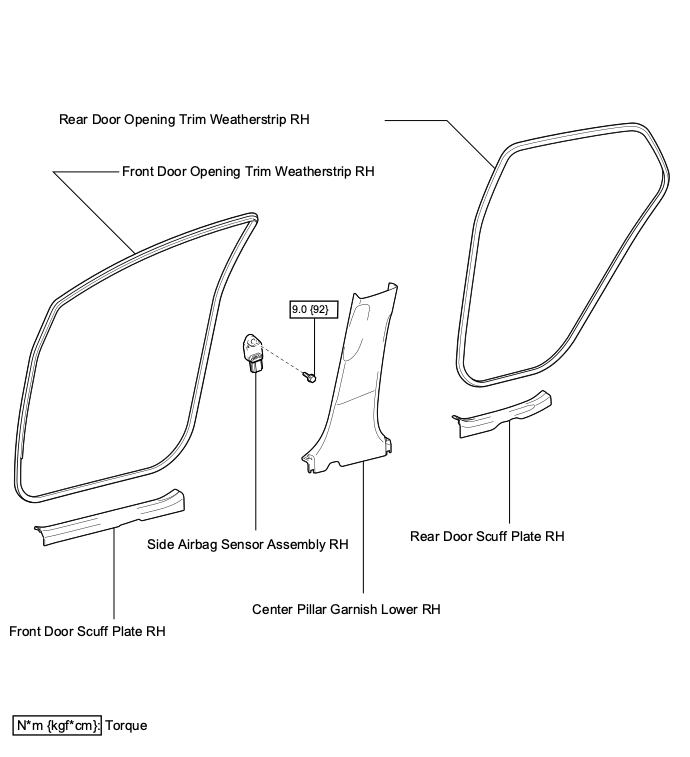 Rear Door Opening Trim Weatherstrip RH
Front Door Opening Trim Weatherstrip RH
9.0 {92}
Side Airbag Sensor Assembly RH
Rear Door Scuff Plate RH
Center Pillar Garnish Lower RH
Front Door Scuff Plate RH
N*m {kgf*cm}: Torque